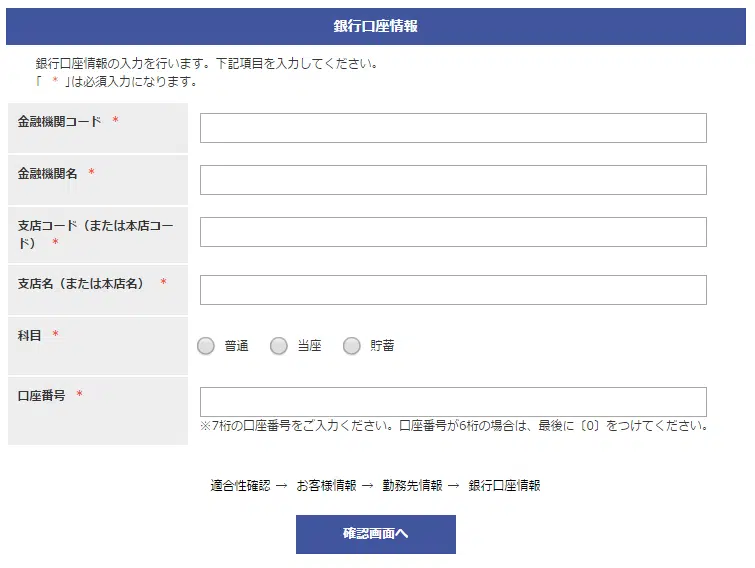 銀行口座情報
銀行口座情報の入力を行います。下記項目を入力してください。
「 * 」は必須入力になります。
金融機関コード *
金融機関名 *
支店コード（または本店コー
ド） *
支店名（または本店名） *
科目 *
普通 当座 貯蓄
口座番号 *
※7桁の口座番号をご入力ください。口座番号が6桁の場合は、最後に〔0〕をつけてください。
適合性確認 → お客様情報 → 勤務先情報 → 銀行口座情報
確認画面へ